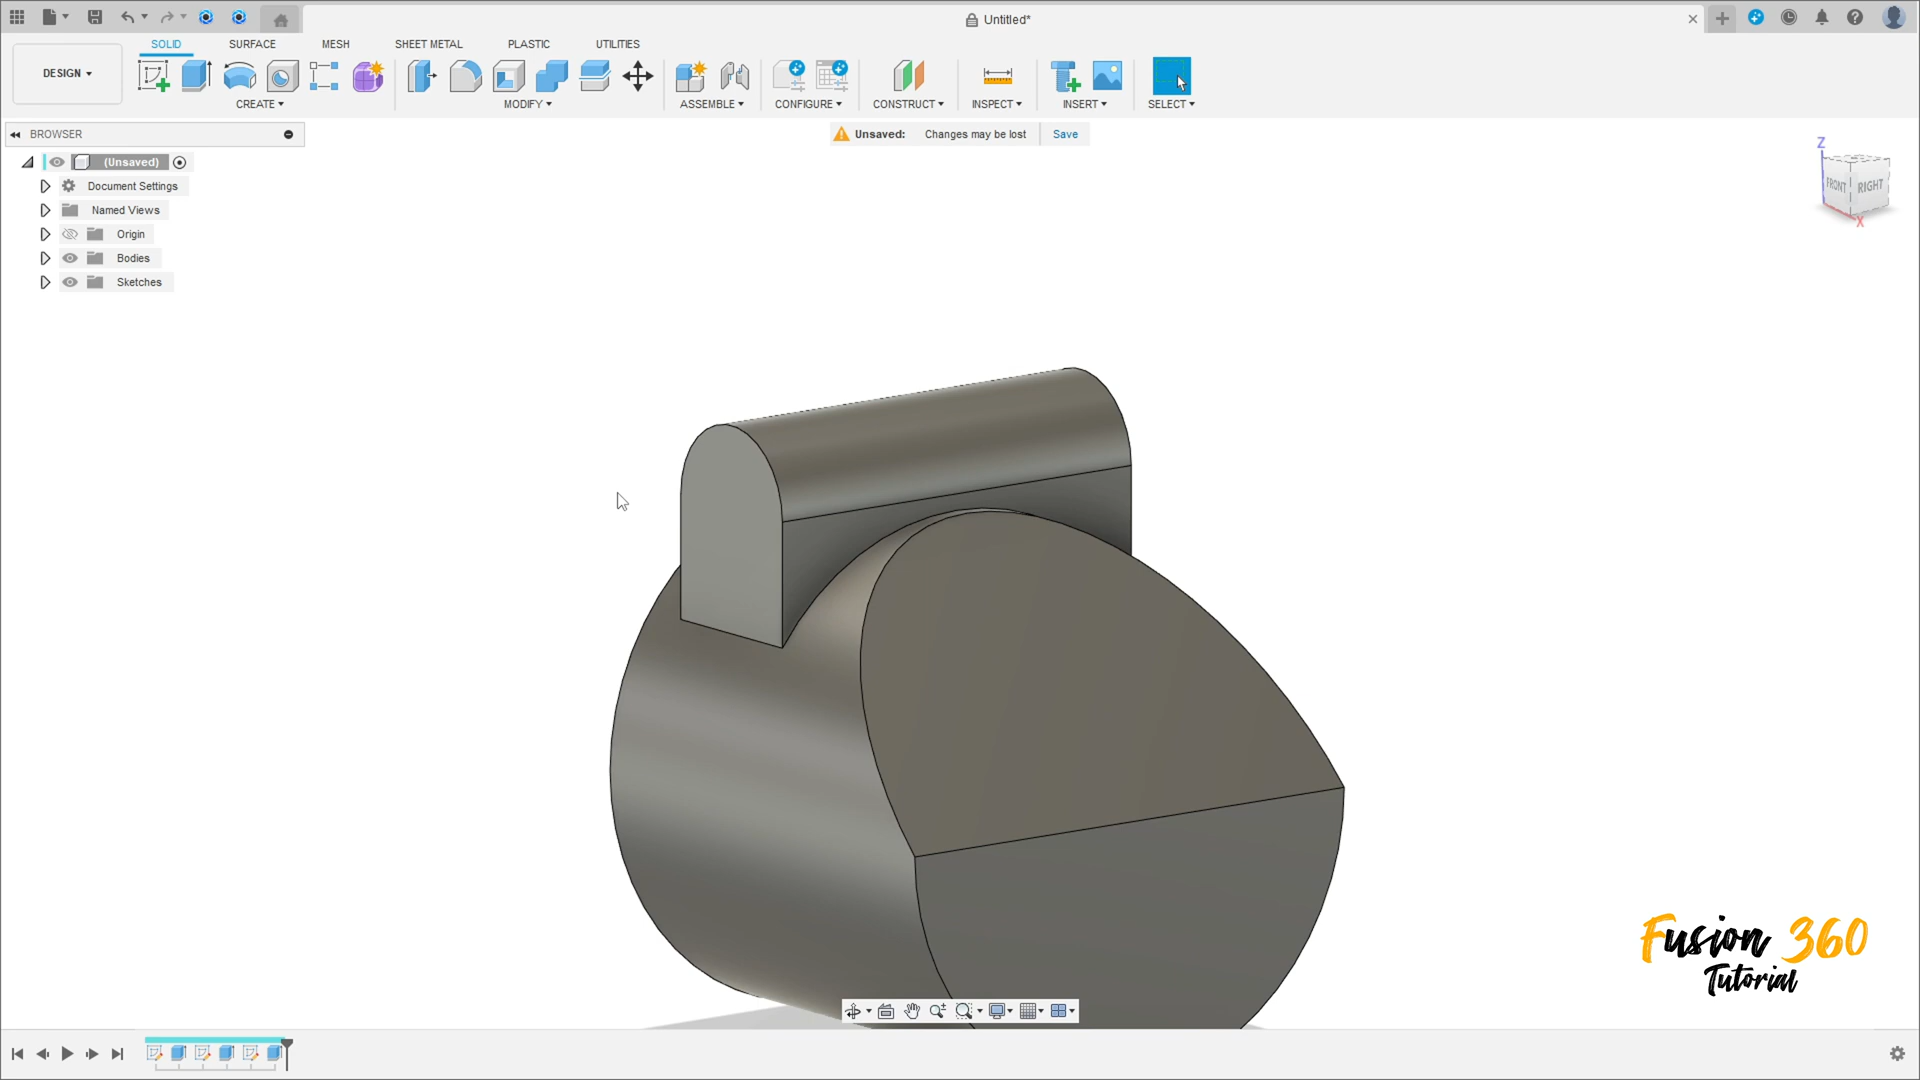 Untitled*
SOLID SURFACE MESH SHEET METAL PLASTIC UTILITIES
DESIGN
CREATE MODIFY ASSEMBLE CONFIGURE CONSTRUCT INSPECT INSERT SELECT
BROWSER
Unsaved: Changes may be lost Save
(Unsaved)
Document Settings
Named Views
Origin
Bodies
Sketches
Z
FRONT RIGHT
X
Fusion 360
Tutorial